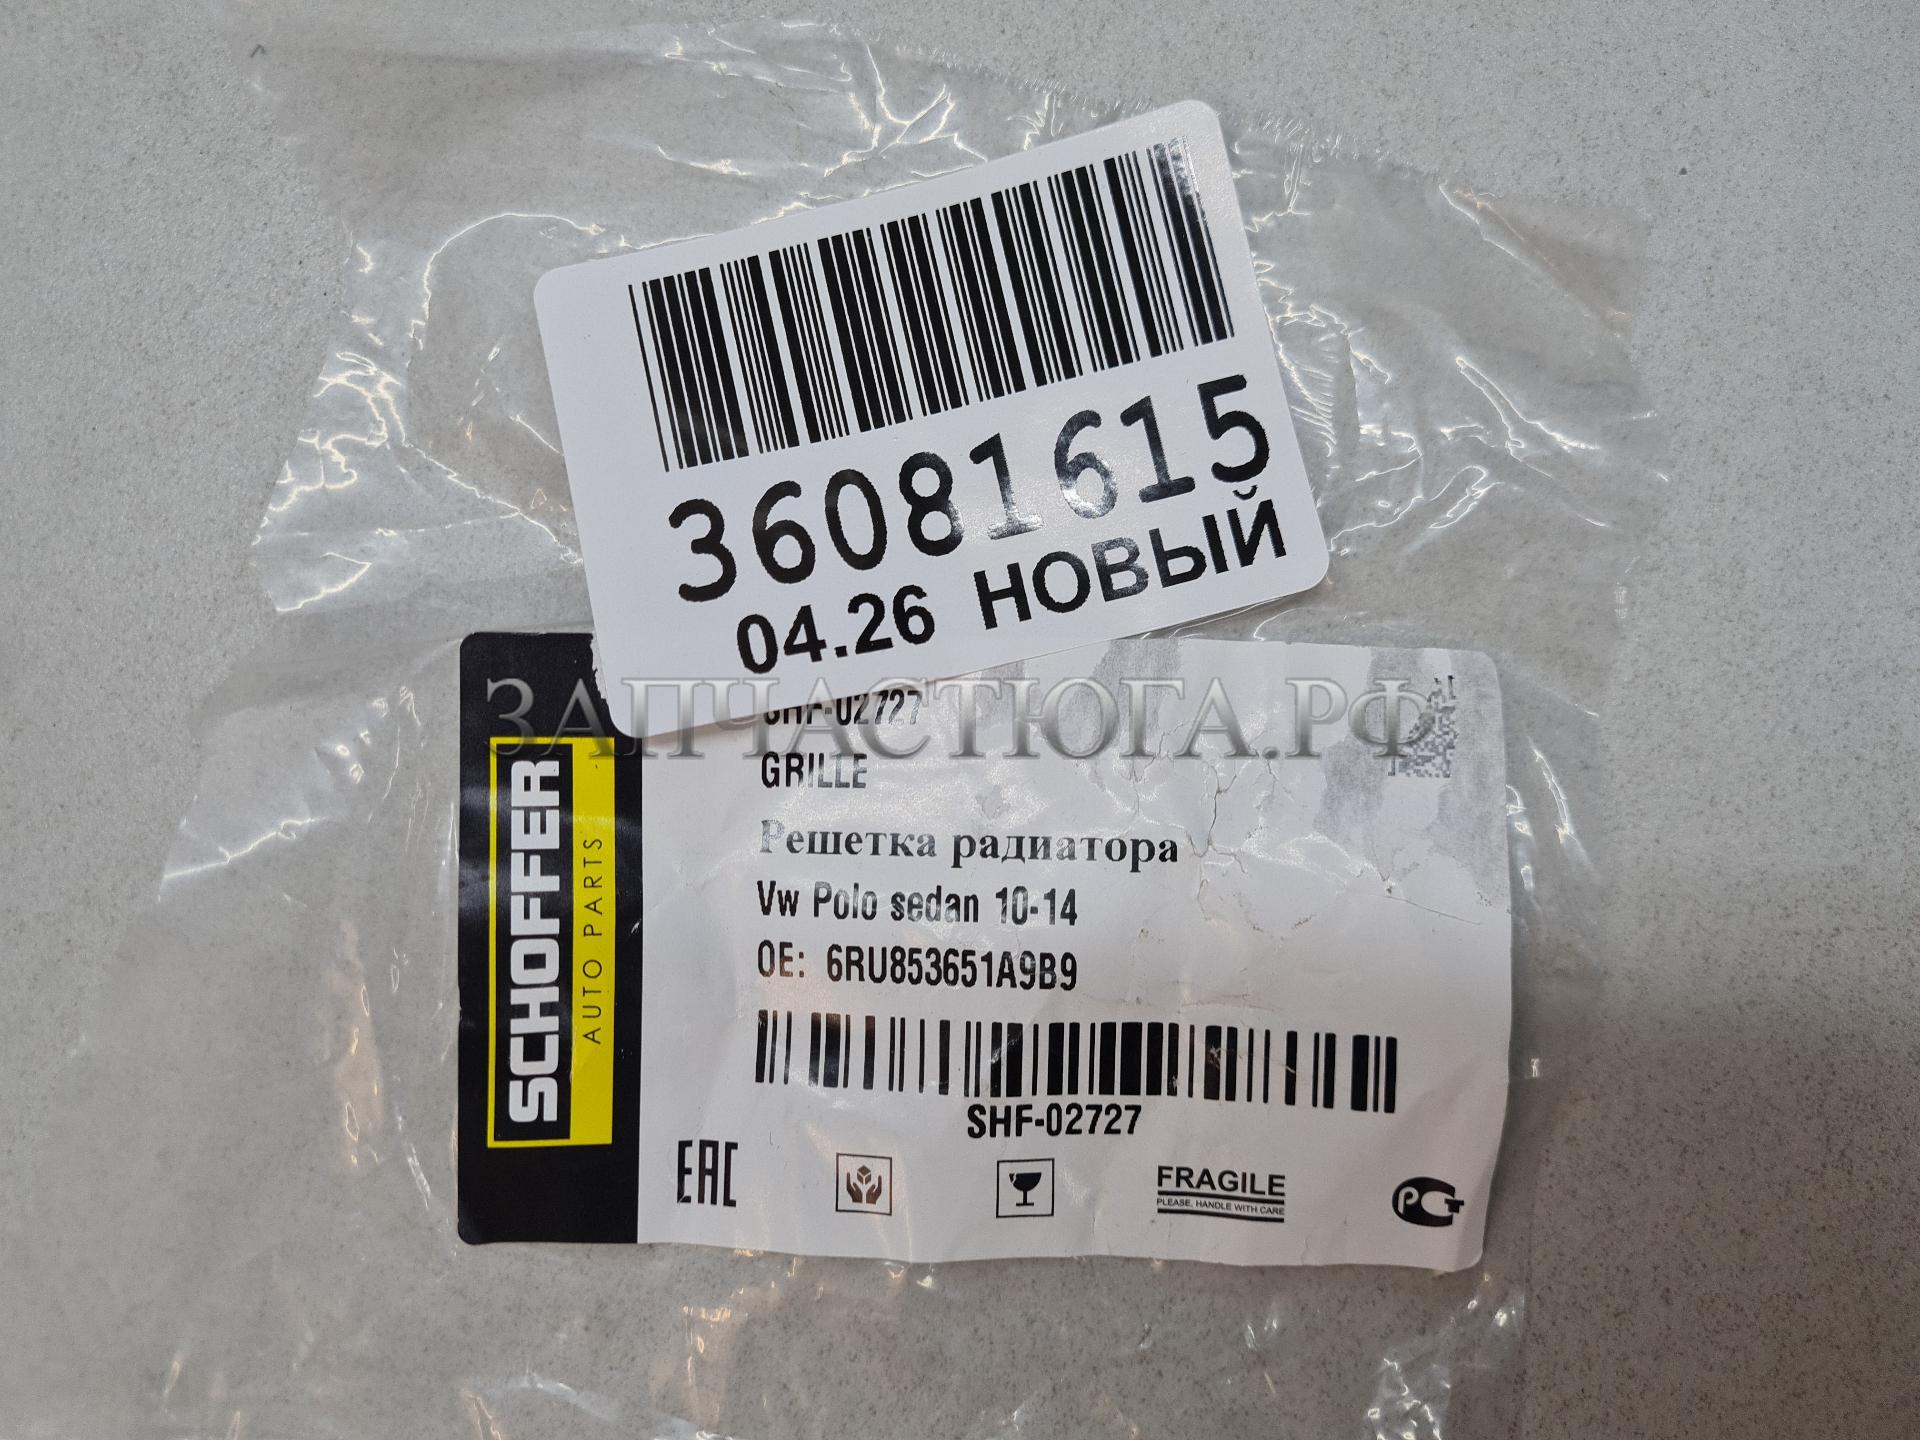 36081615
04.26 НОВЫЙ
ЗАПЧАСТЮГА.РФ
SHF-02727
GRILLE
Решетка радиатора
Vw Polo sedan 10-14
OE: 6RU853651A9B9
SHF-02727
SCHOFFER
AUTO PARTS
EAC
FRAGILE
PLEASE, HANDLE WITH CARE
РСТ